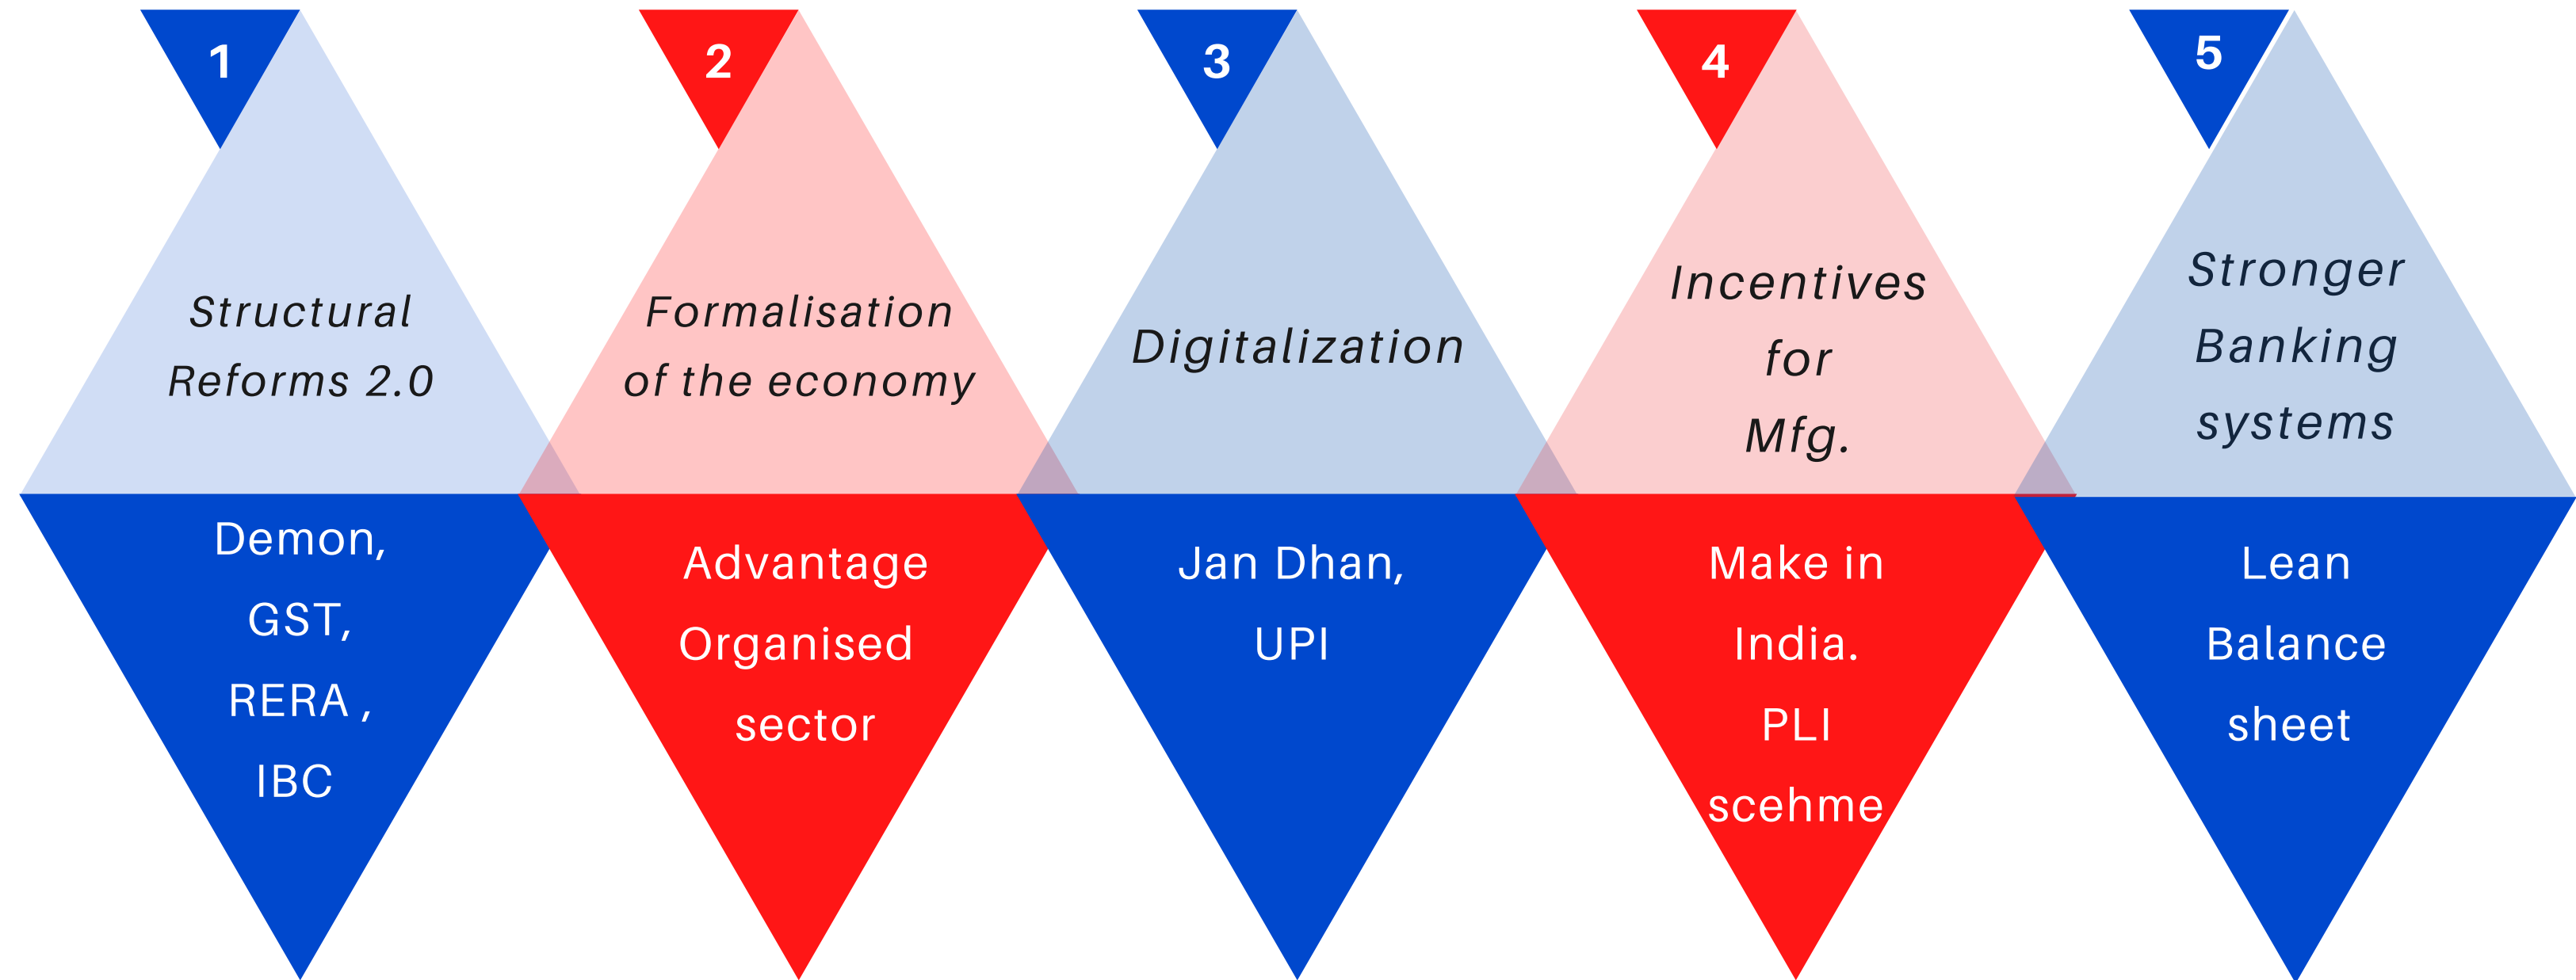 1
Structural
Reforms 2.0
Demon,
GST,
RERA ,
IBC
2
Formalisation
of the economy
Advantage
Organised
sector
3
Digitalization
Jan Dhan,
UPI
4
Incentives
for
Mfg.
Make in
India.
PLI
scehme
5
Stronger
Banking
systems
Lean
Balance
sheet